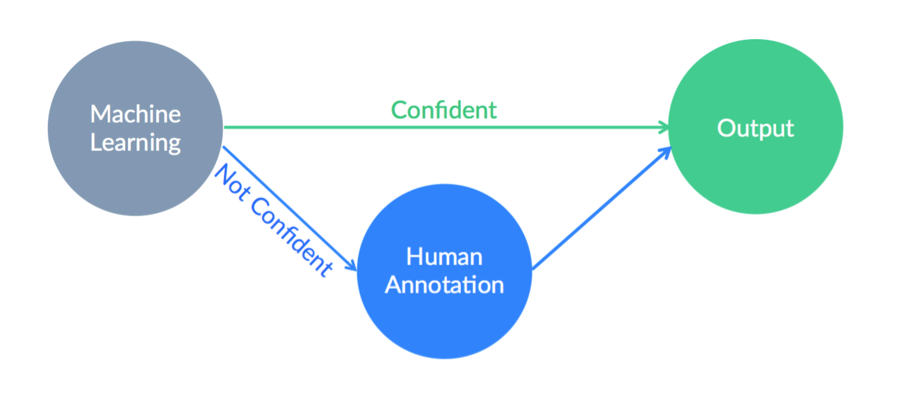 Machine
Learning
Confident
Output
Not Confident
Human
Annotation